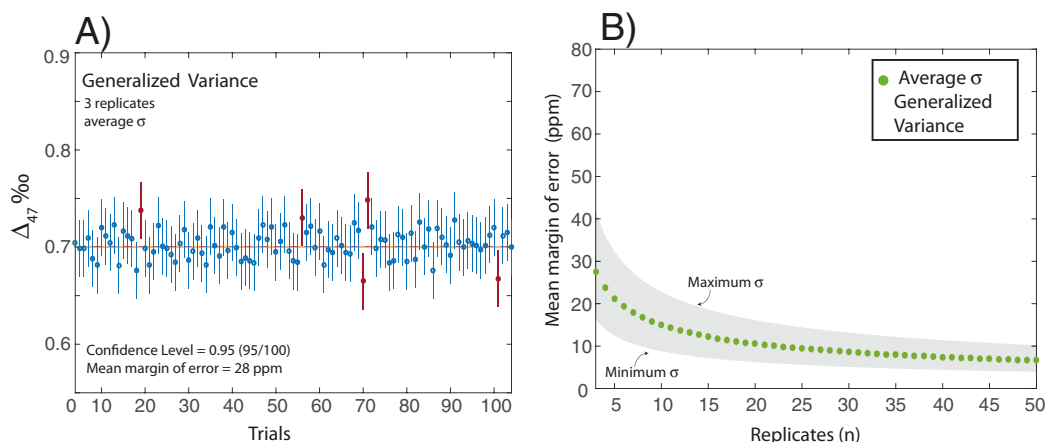 A)
0.9
0.8
0.7
0.6
Δ47 ‰
Generalized Variance
3 replicates
average σ
Confidence Level = 0.95 (95/100)
Mean margin of error = 28 ppm
0 10 20 30 40 50 60 70 80 90 100
Trials
B)
80
70
60
50
40
30
20
10
0
Mean margin of error (ppm)
Average σ
Generalized
Variance
Maximum σ
Minimum σ
5 10 15 20 25 30 35 40 45 50
Replicates (n)